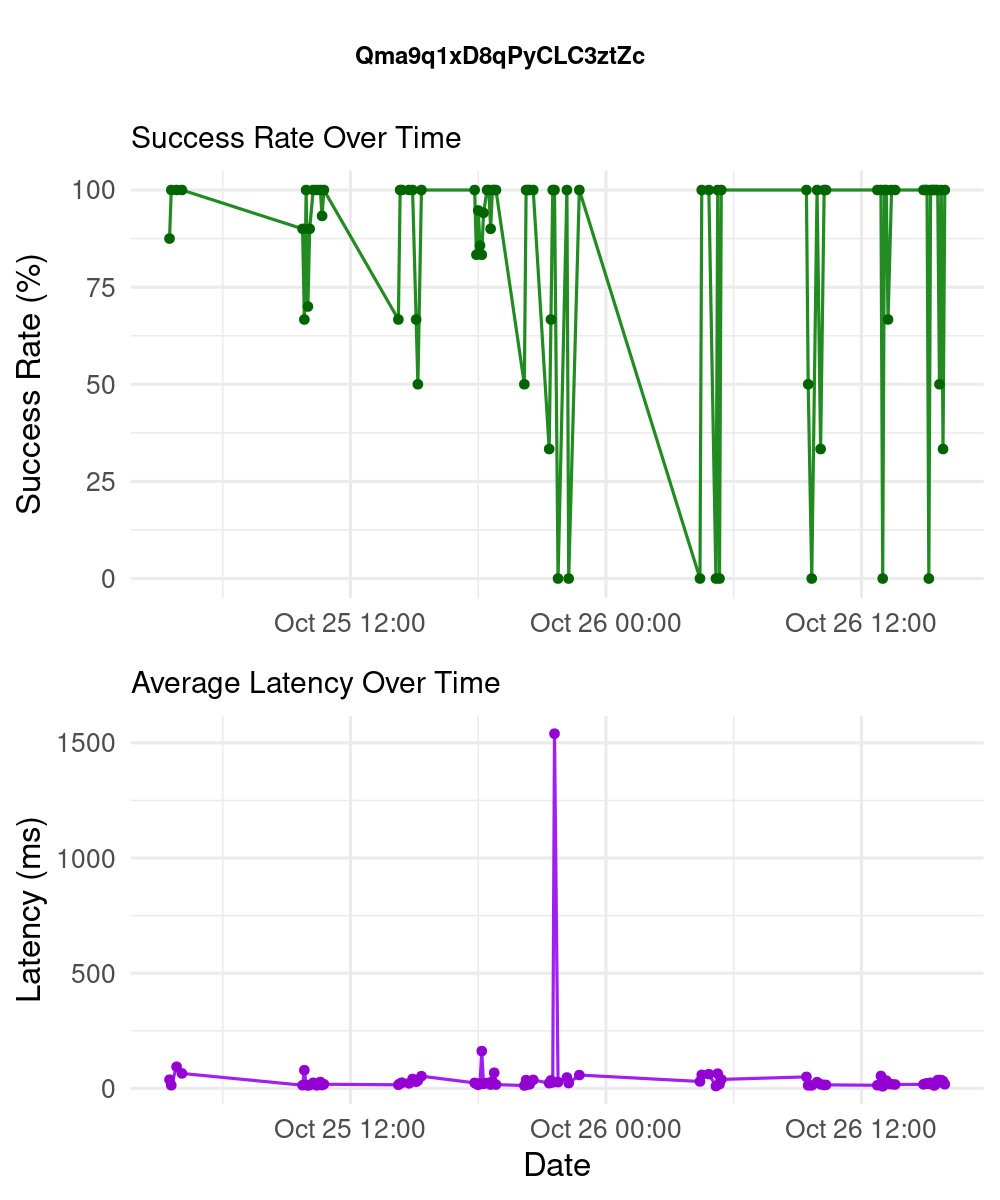 Qma9q1xD8qPyCLC3ztZc
Success Rate Over Time
Success Rate (%)
100
75
50
25
0
Oct 25 12:00 Oct 26 00:00 Oct 26 12:00
Average Latency Over Time
Latency (ms)
1500
1000
500
0
Oct 25 12:00 Oct 26 00:00 Oct 26 12:00
Date